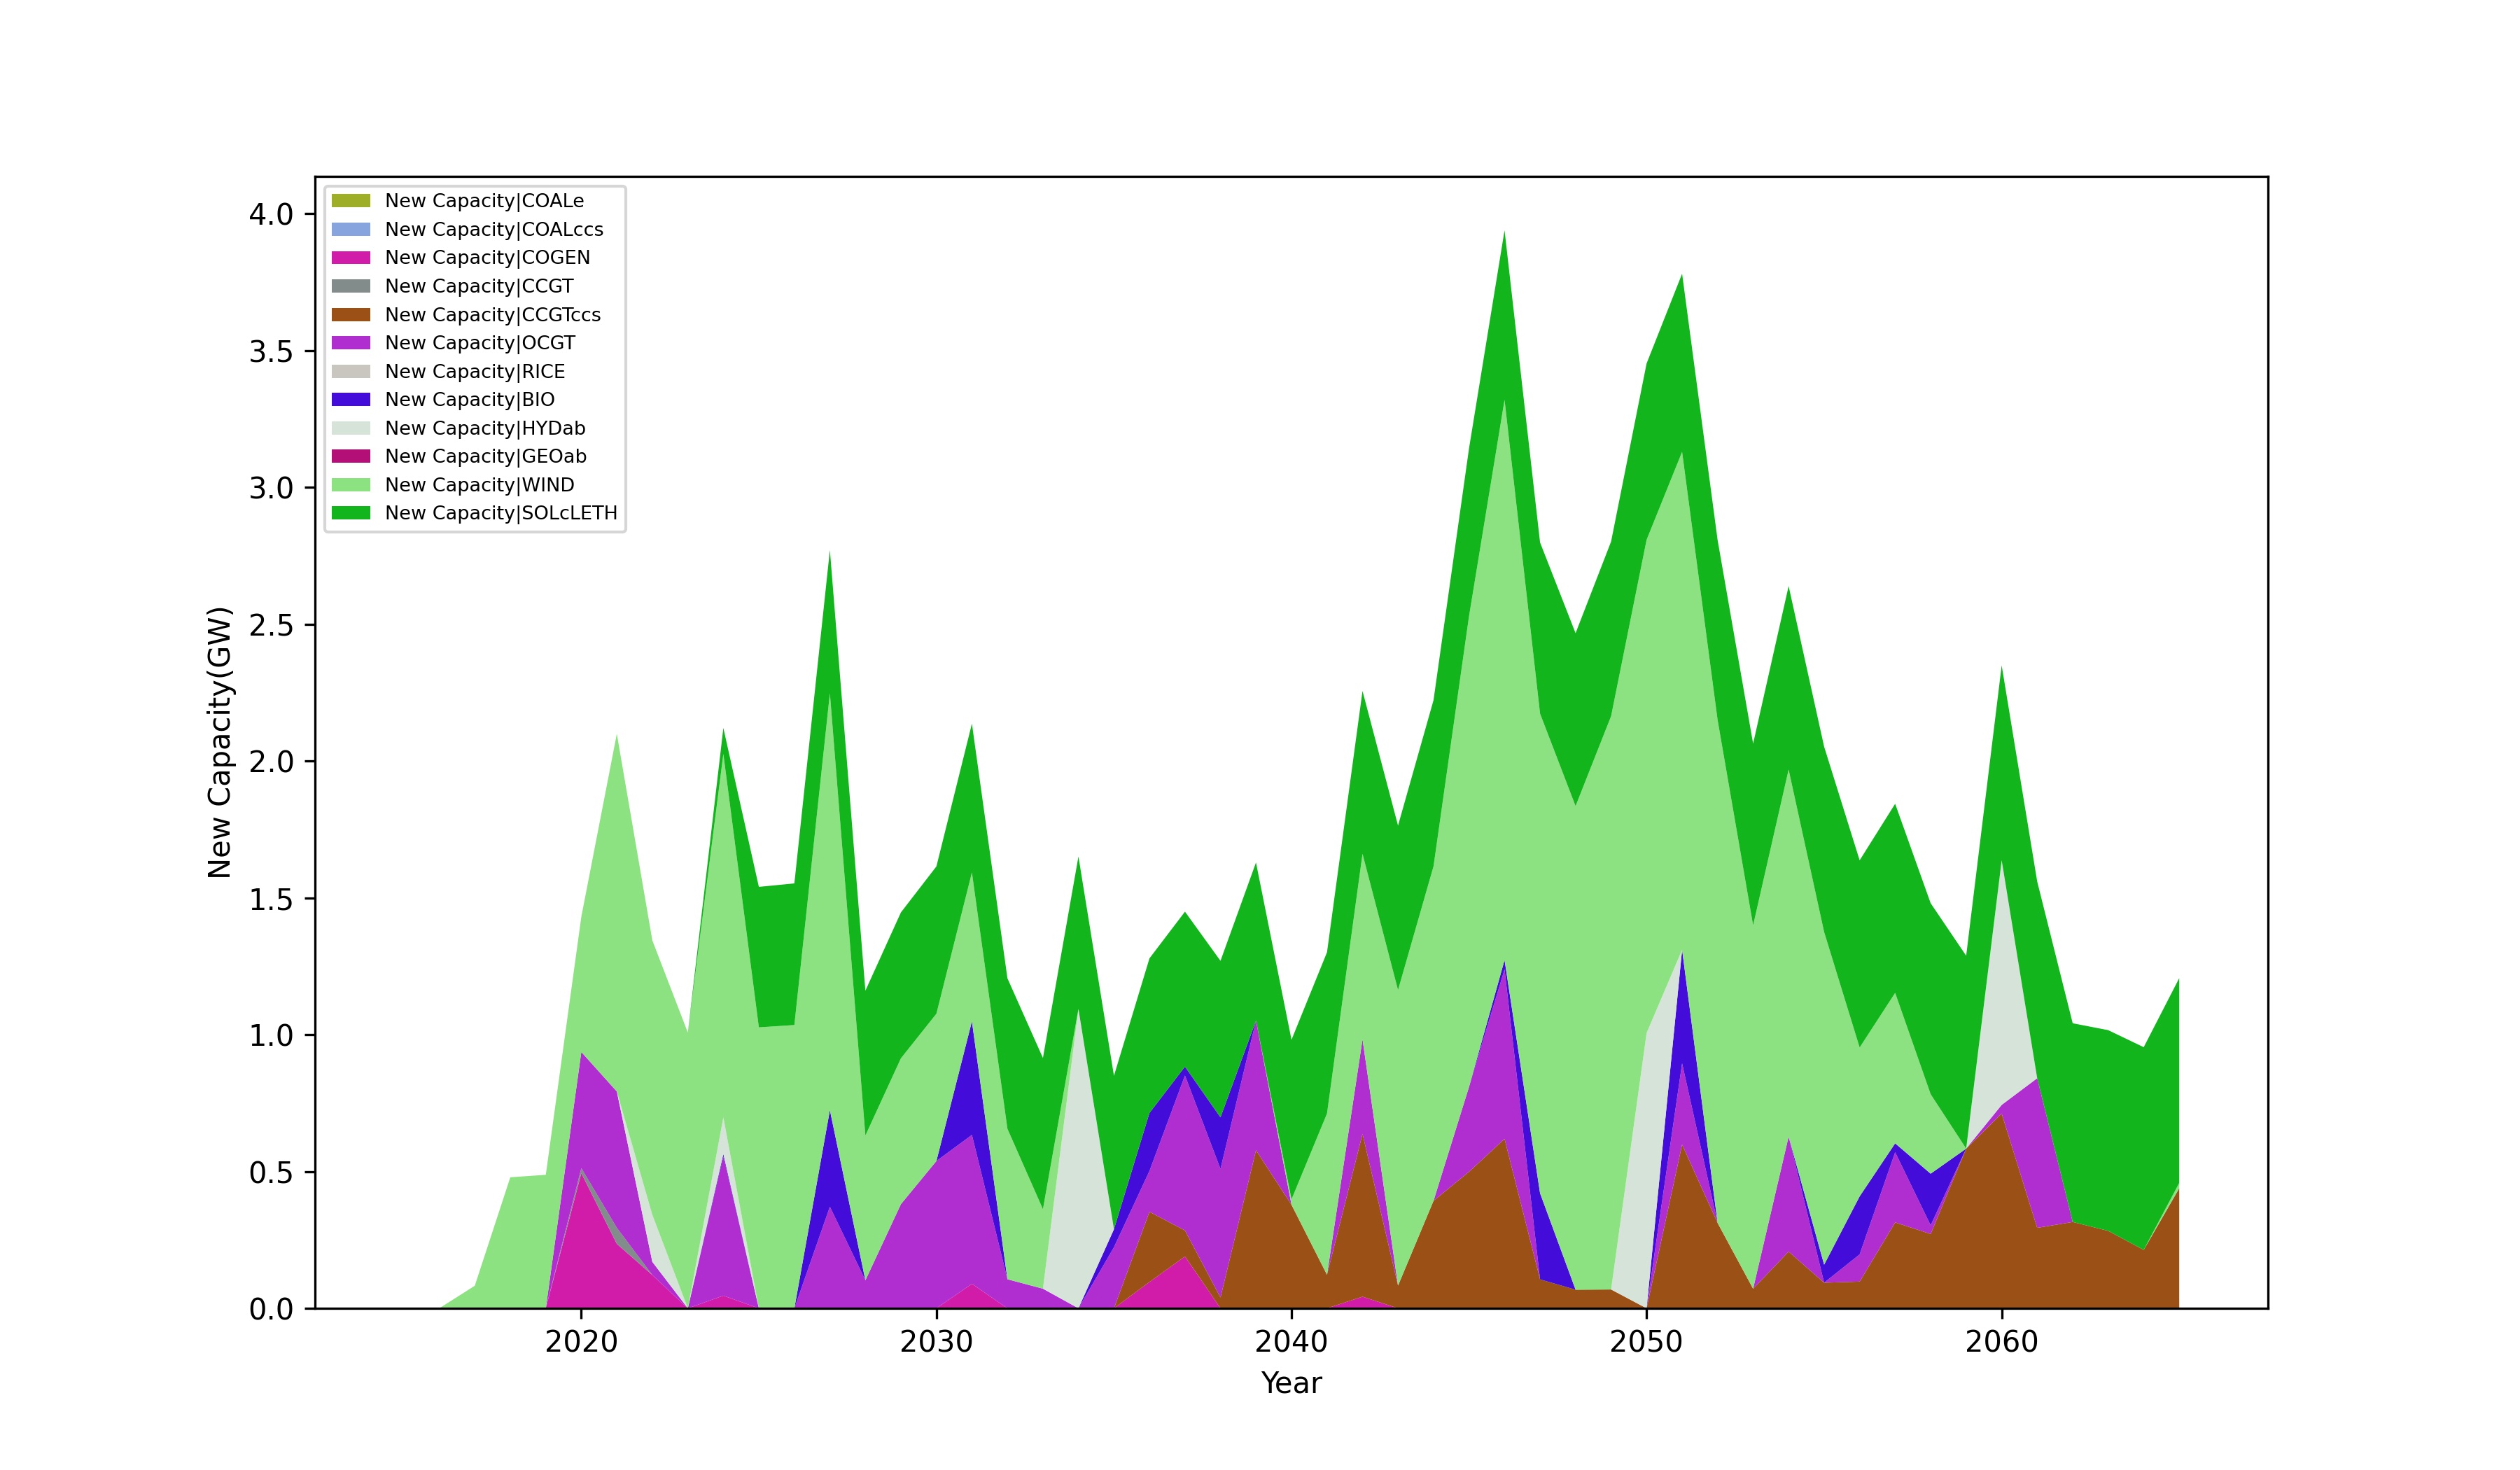 4.0
3.5
3.0
2.5
2.0
1.5
1.0
0.5
0.0
New Capacity(GW)
New Capacity|COALe
New Capacity|COALccs
New Capacity|COGEN
New Capacity|CCGT
New Capacity|CCGTccs
New Capacity|OCGT
New Capacity|RICE
New Capacity|BIO
New Capacity|HYDab
New Capacity|GEOab
New Capacity|WIND
New Capacity|SOLcLETH
2020 2030 2040 2050 2060
Year